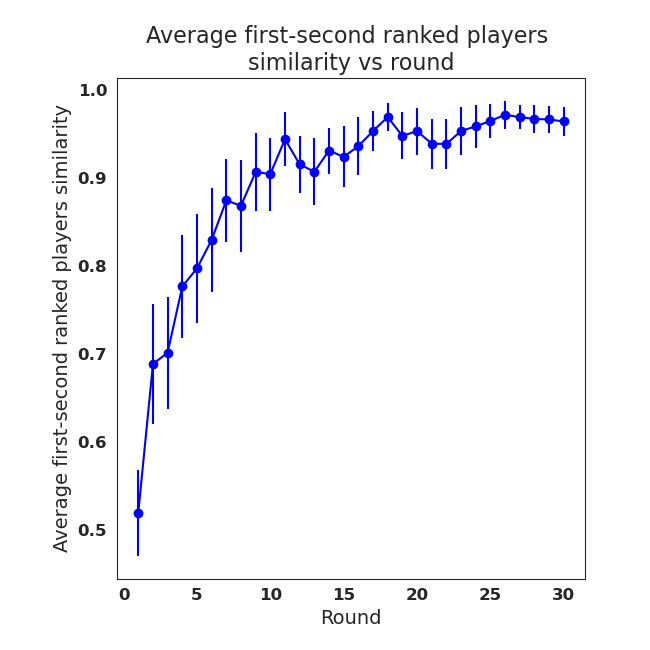 Average first-second ranked players
similarity vs round
Average first-second ranked players similarity
1.0
0.9
0.8
0.7
0.6
0.5
0 5 10 15 20 25 30
Round